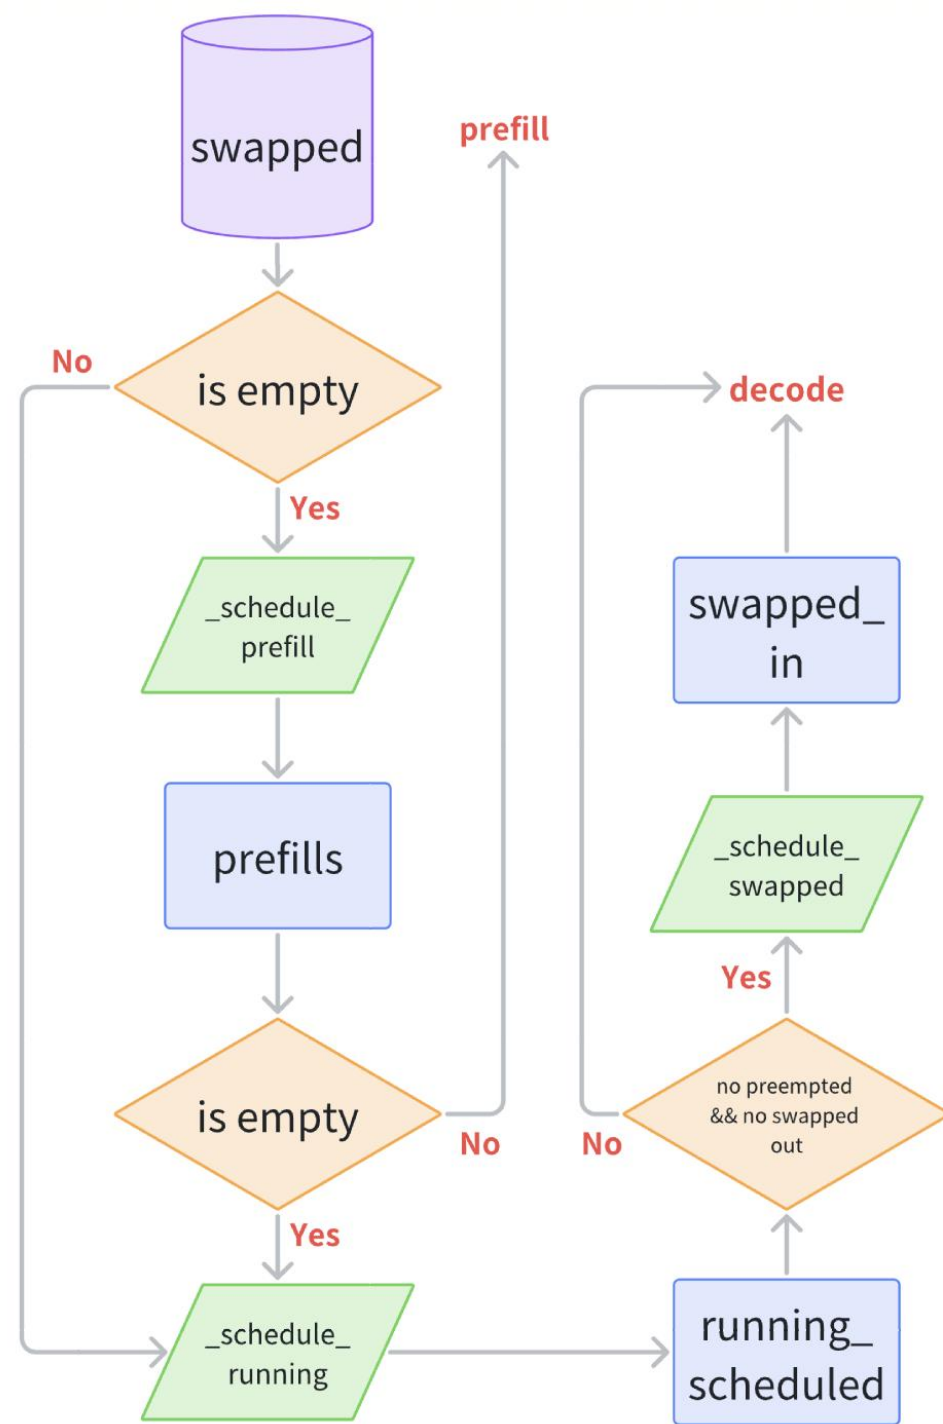 swapped
prefill
No
is empty
decode
Yes
_schedule_
prefill
swapped_
in
prefills
_schedule_
swapped
Yes
is empty
No
no preempted
&& no swapped
out
No
Yes
_schedule_
running
running_
scheduled